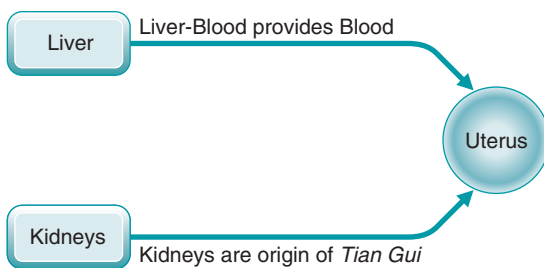 Liver-Blood provides Blood
Liver
Uterus
Kidneys
Kidneys are origin of Tian Gui